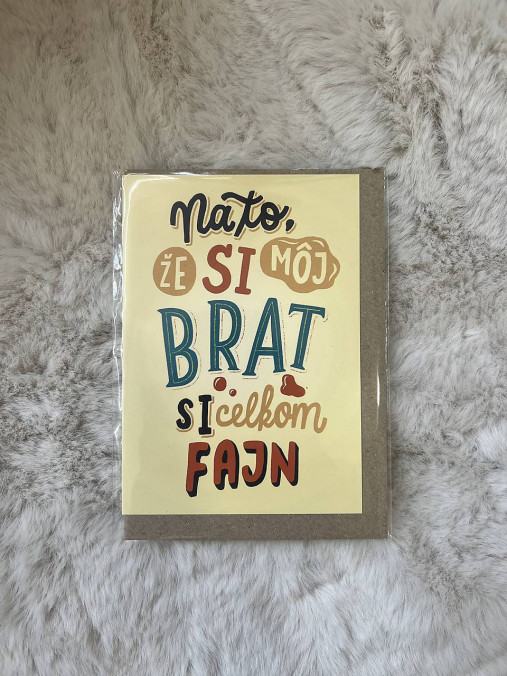 Na to,
ŽE SI MÔJ
BRAT
SI celkom
FAJN